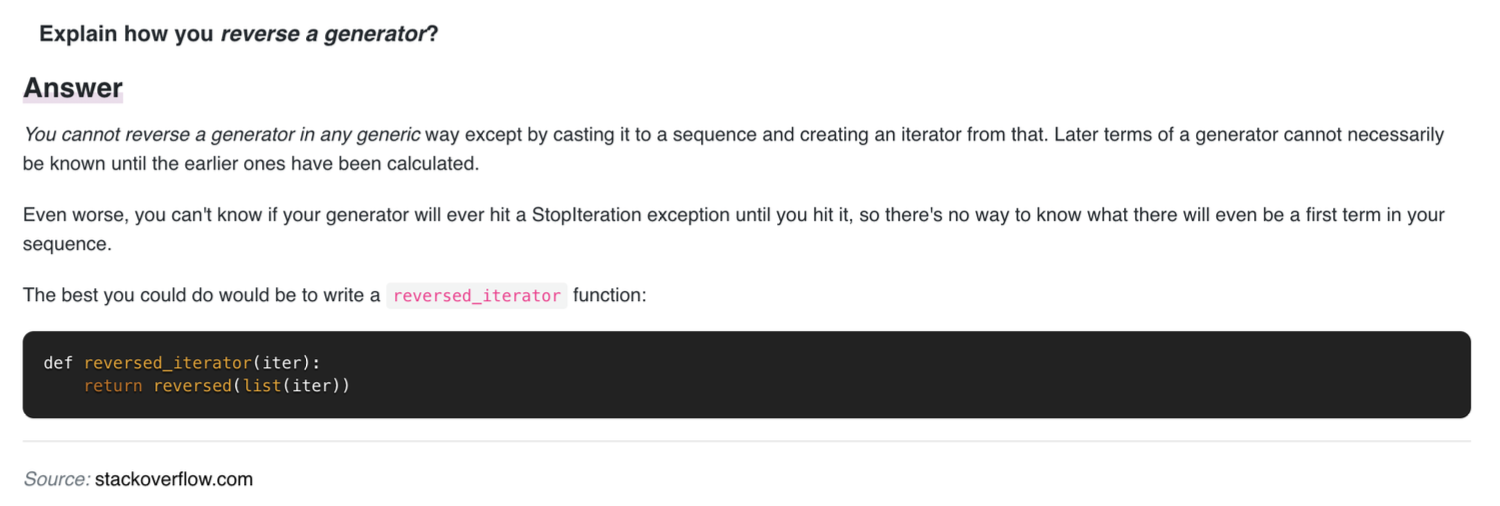 Explain how you reverse a generator?
Answer
You cannot reverse a generator in any generic way except by casting it to a sequence and creating an iterator from that. Later terms of a generator cannot necessarily
be known until the earlier ones have been calculated.
Even worse, you can't know if your generator will ever hit a StopIteration exception until you hit it, so there's no way to know what there will even be a first term in your
sequence.
The best you could do would be to write a reversed_iterator function:
def reversed_iterator(iter):
    return reversed(list(iter))
Source: stackoverflow.com